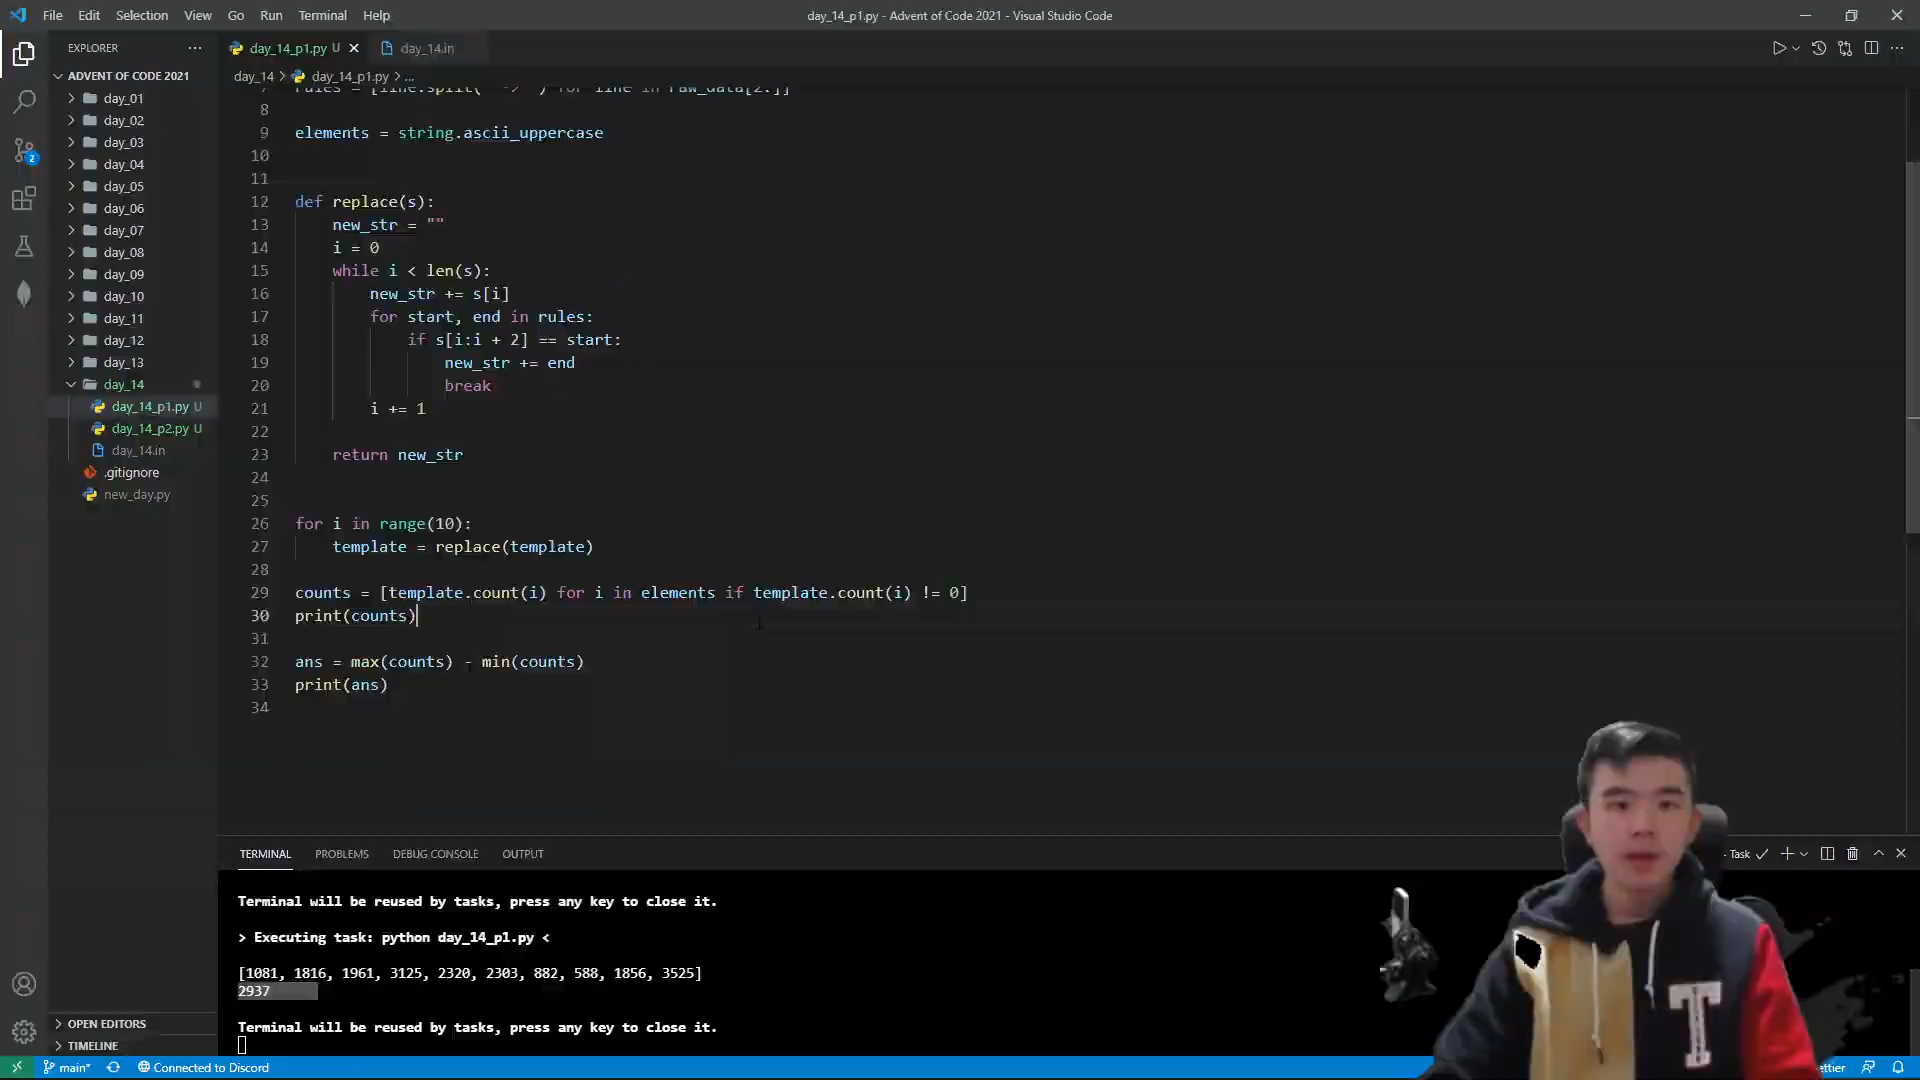 File Edit Selection View Go Run Terminal Help
day_14_p1.py - Advent of Code 2021 - Visual Studio Code
EXPLORER
ADVENT OF CODE 2021
day_01
day_02
day_03
day_04
day_05
day_06
day_07
day_08
day_09
day_10
day_11
day_12
day_13
day_14
day_14_p1.py U
day_14_p2.py U
day_14.in
.gitignore
new_day.py
OPEN EDITORS
TIMELINE
2
day_14_p1.py U
day_14.in
day_14 > day_14_p1.py > ...
7 rules = [line.split(" -> ") for line in raw_data[2:]]
8
9 elements = string.ascii_uppercase
10
11
12 def replace(s):
13 new_str = ""
14 i = 0
15 while i < len(s):
16 new_str += s[i]
17 for start, end in rules:
18 if s[i:i + 2] == start:
19 new_str += end
20 break
21 i += 1
22
23 return new_str
24
25
26 for i in range(10):
27 template = replace(template)
28
29 counts = [template.count(i) for i in elements if template.count(i) != 0]
30 print(counts)
31
32 ans = max(counts) - min(counts)
33 print(ans)
34
TERMINAL PROBLEMS DEBUG CONSOLE OUTPUT
- Task
Terminal will be reused by tasks, press any key to close it.
> Executing task: python day_14_p1.py <
[1081, 1816, 1961, 3125, 2320, 2303, 882, 588, 1856, 3525]
2937
Terminal will be reused by tasks, press any key to close it.
T
main*
Connected to Discord
ettier